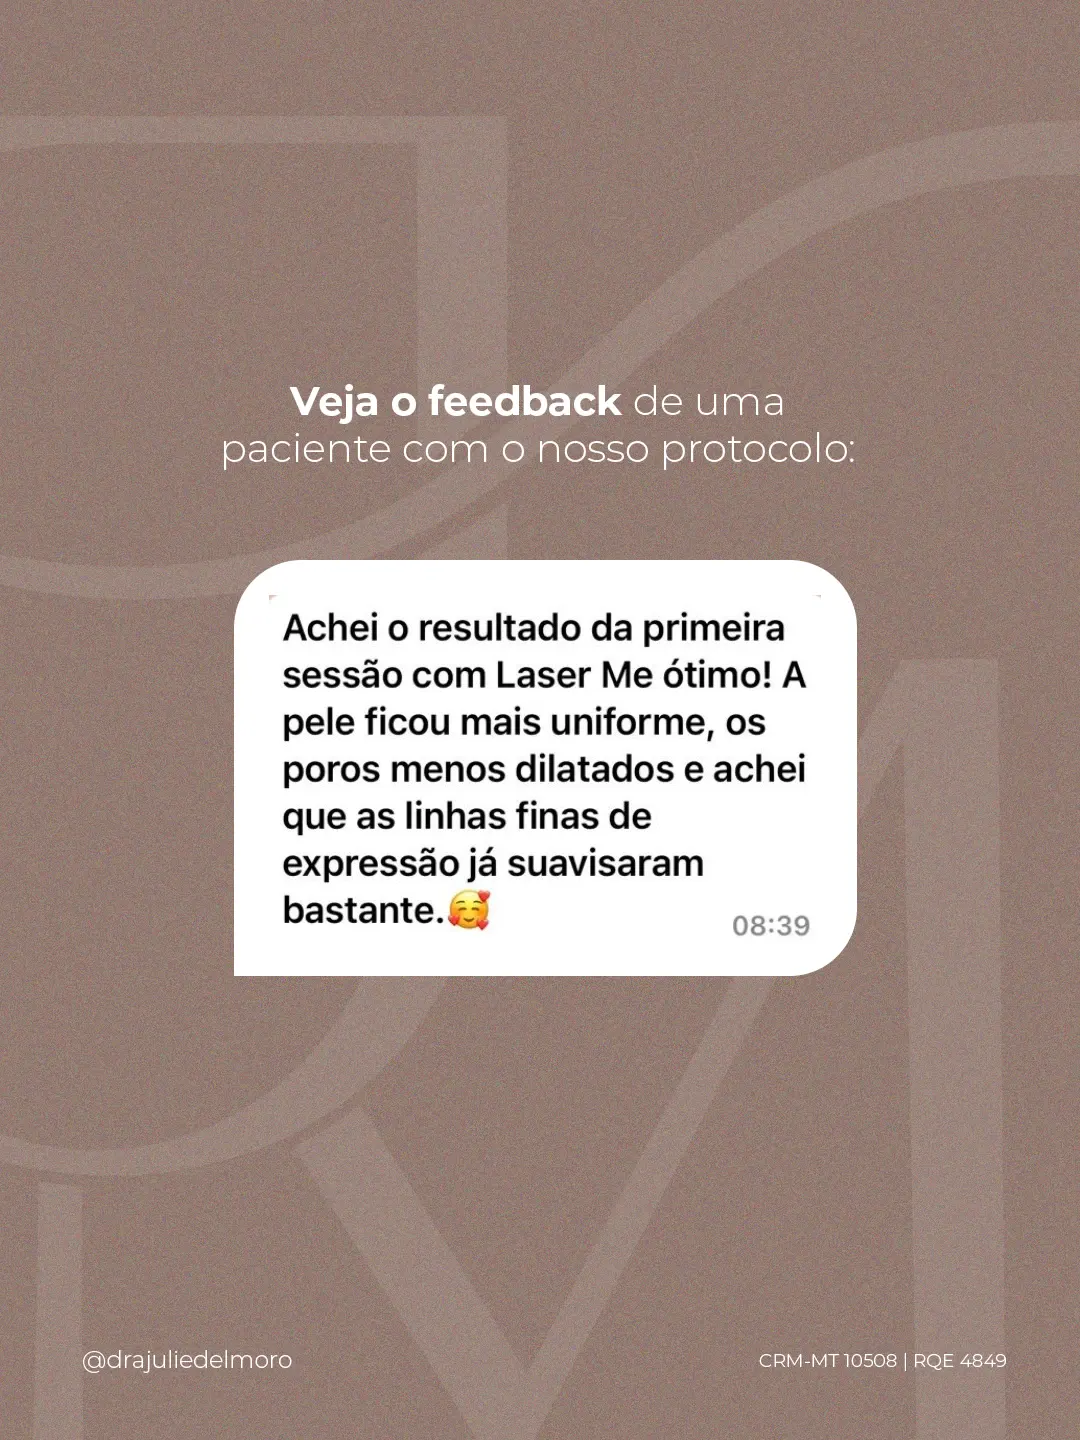 Veja o feedback de uma
paciente com o nosso protocolo:
Achei o resultado da primeira
sessão com Laser Me ótimo! A
pele ficou mais uniforme, os
poros menos dilatados e achei
que as linhas finas de
expressão já suavisaram
bastante.🥰
08:39
@drajuliedelmoro
CRM-MT 10508 | RQE 4849